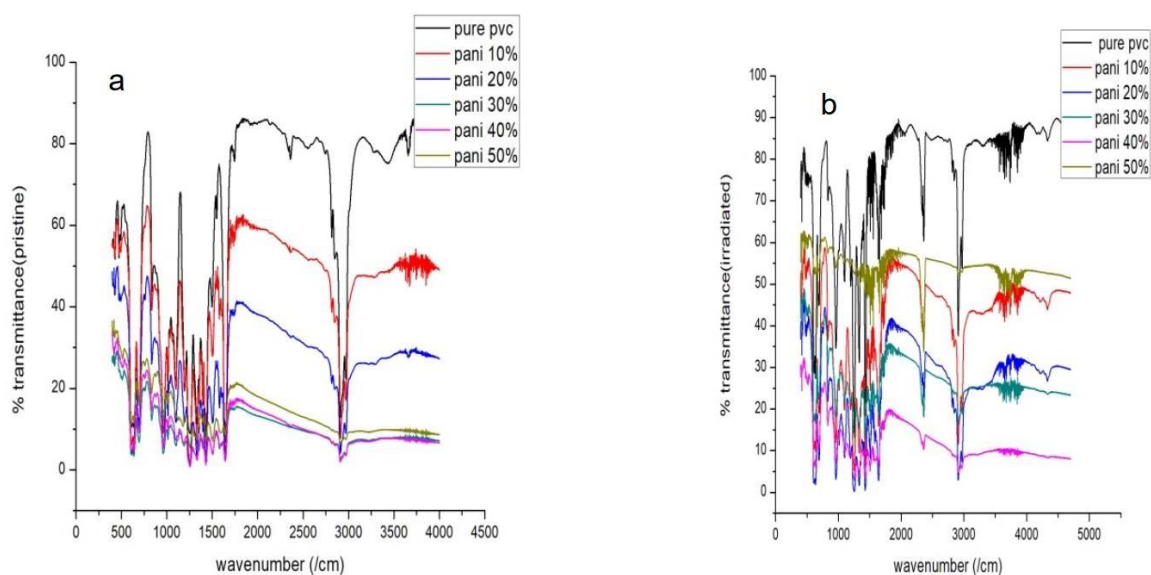 a
pure pvc
pani 10%
pani 20%
pani 30%
pani 40%
pani 50%
% transmittance(pristine)
100
80
60
40
20
0
0 500 1000 1500 2000 2500 3000 3500 4000 4500
wavenumber (/cm)
b
pure pvc
pani 10%
pani 20%
pani 30%
pani 40%
pani 50%
% transmittance(irradiated)
100
90
80
70
60
50
40
30
20
10
0
0 1000 2000 3000 4000 5000
wavenumber (/cm)